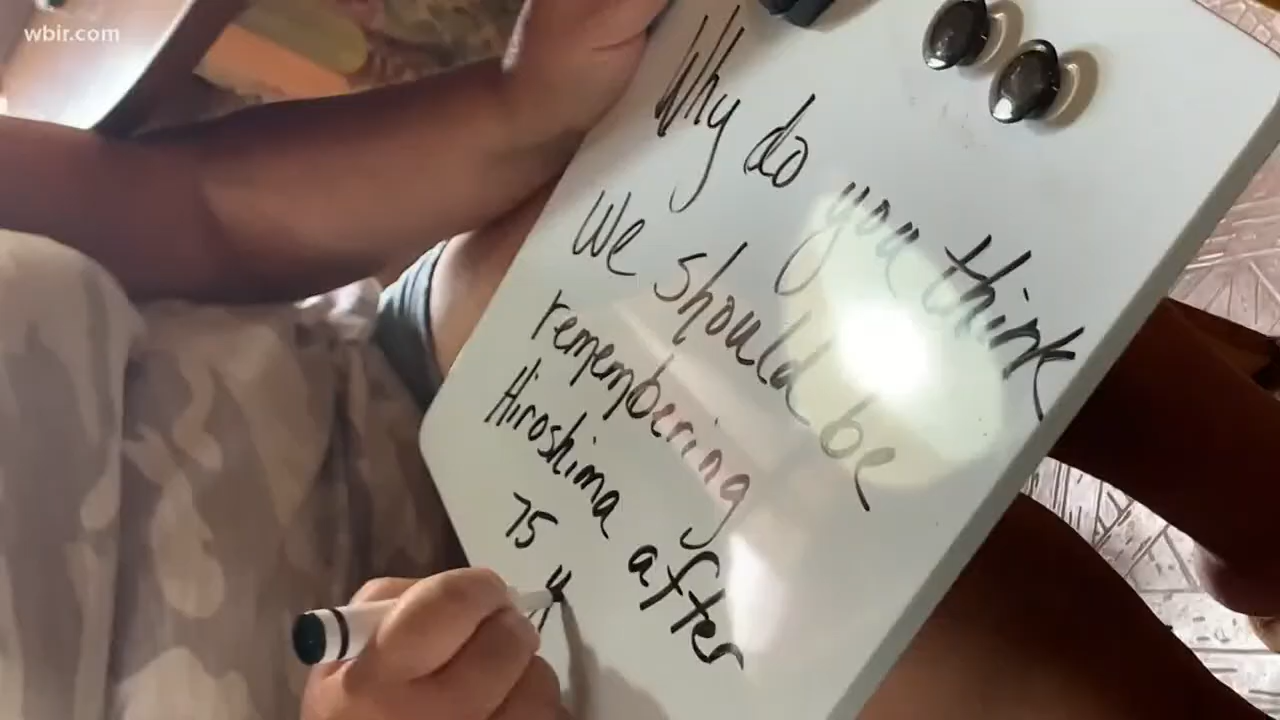 wbir.com
Why do you think
we should be
remembering
Hiroshima after
75 y